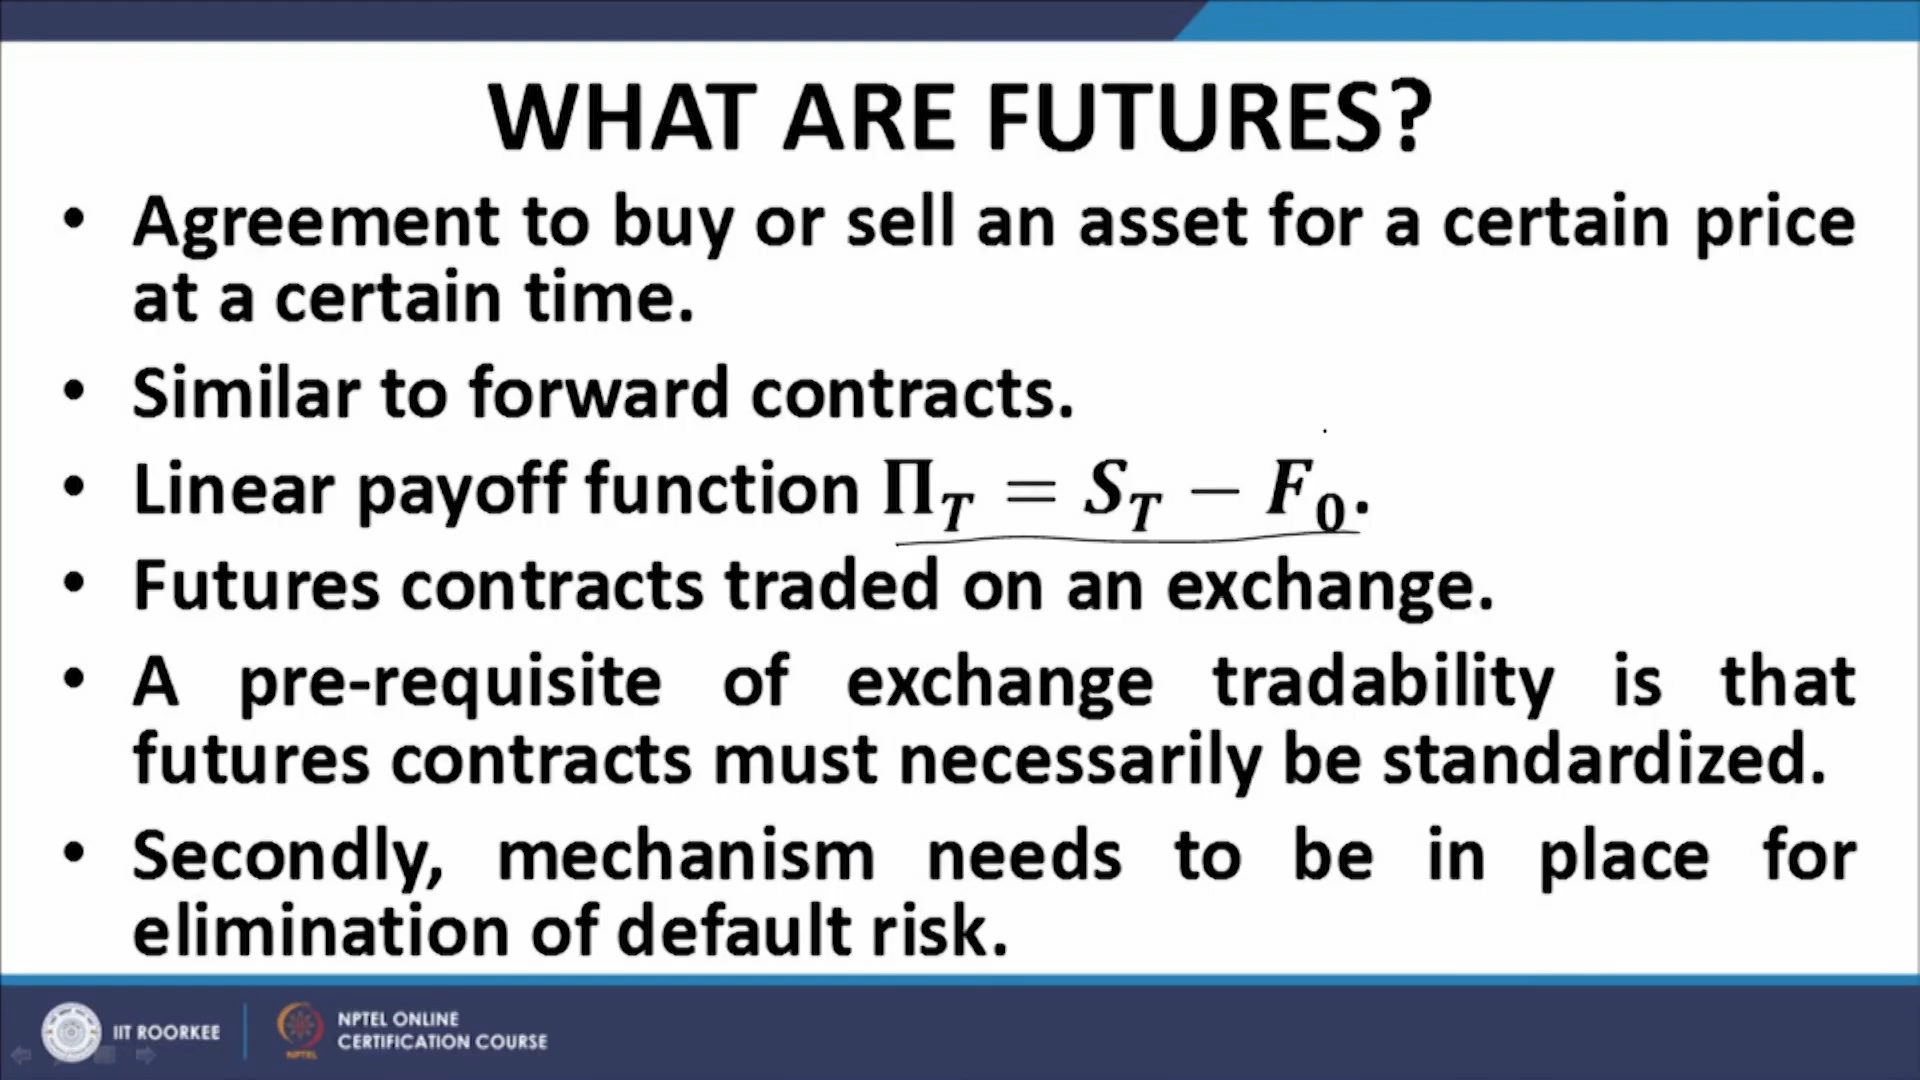 WHAT ARE FUTURES?
• Agreement to buy or sell an asset for a certain price
at a certain time.
• Similar to forward contracts.
• Linear payoff function Π_T = S_T − F_0.
• Futures contracts traded on an exchange.
• A pre-requisite of exchange tradability is that
futures contracts must necessarily be standardized.
• Secondly, mechanism needs to be in place for
elimination of default risk.
IIT ROORKEE
NPTEL
NPTEL ONLINE
CERTIFICATION COURSE